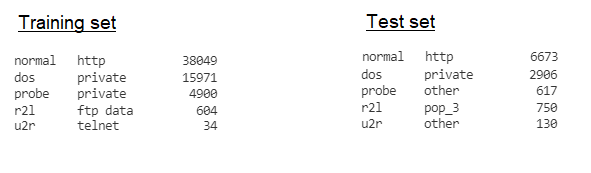 Training set
normal http 38049
dos private 15971
probe private 4900
r2l ftp data 604
u2r telnet 34
Test set
normal http 6673
dos private 2906
probe other 617
r2l pop_3 750
u2r other 130